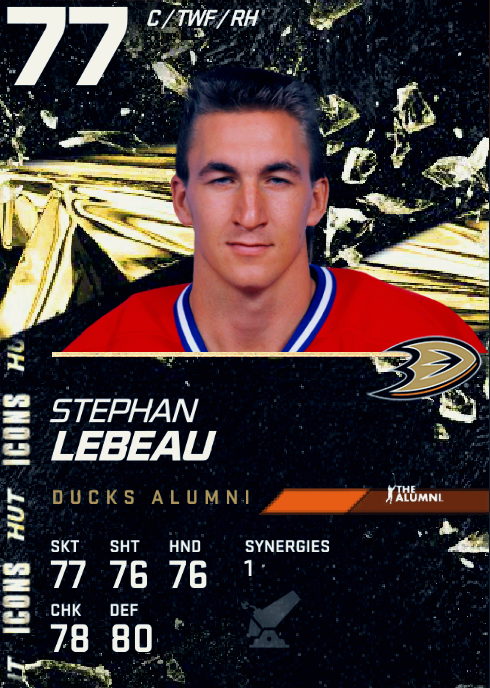 77
C / TWF / RH
STEPHAN
LEBEAU
DUCKS ALUMNI
THE
ALUMNI
SKT SHT HND SYNERGIES
77 76 76 1
CHK DEF
78 80
HUT
ICONS
HUT
ICONS